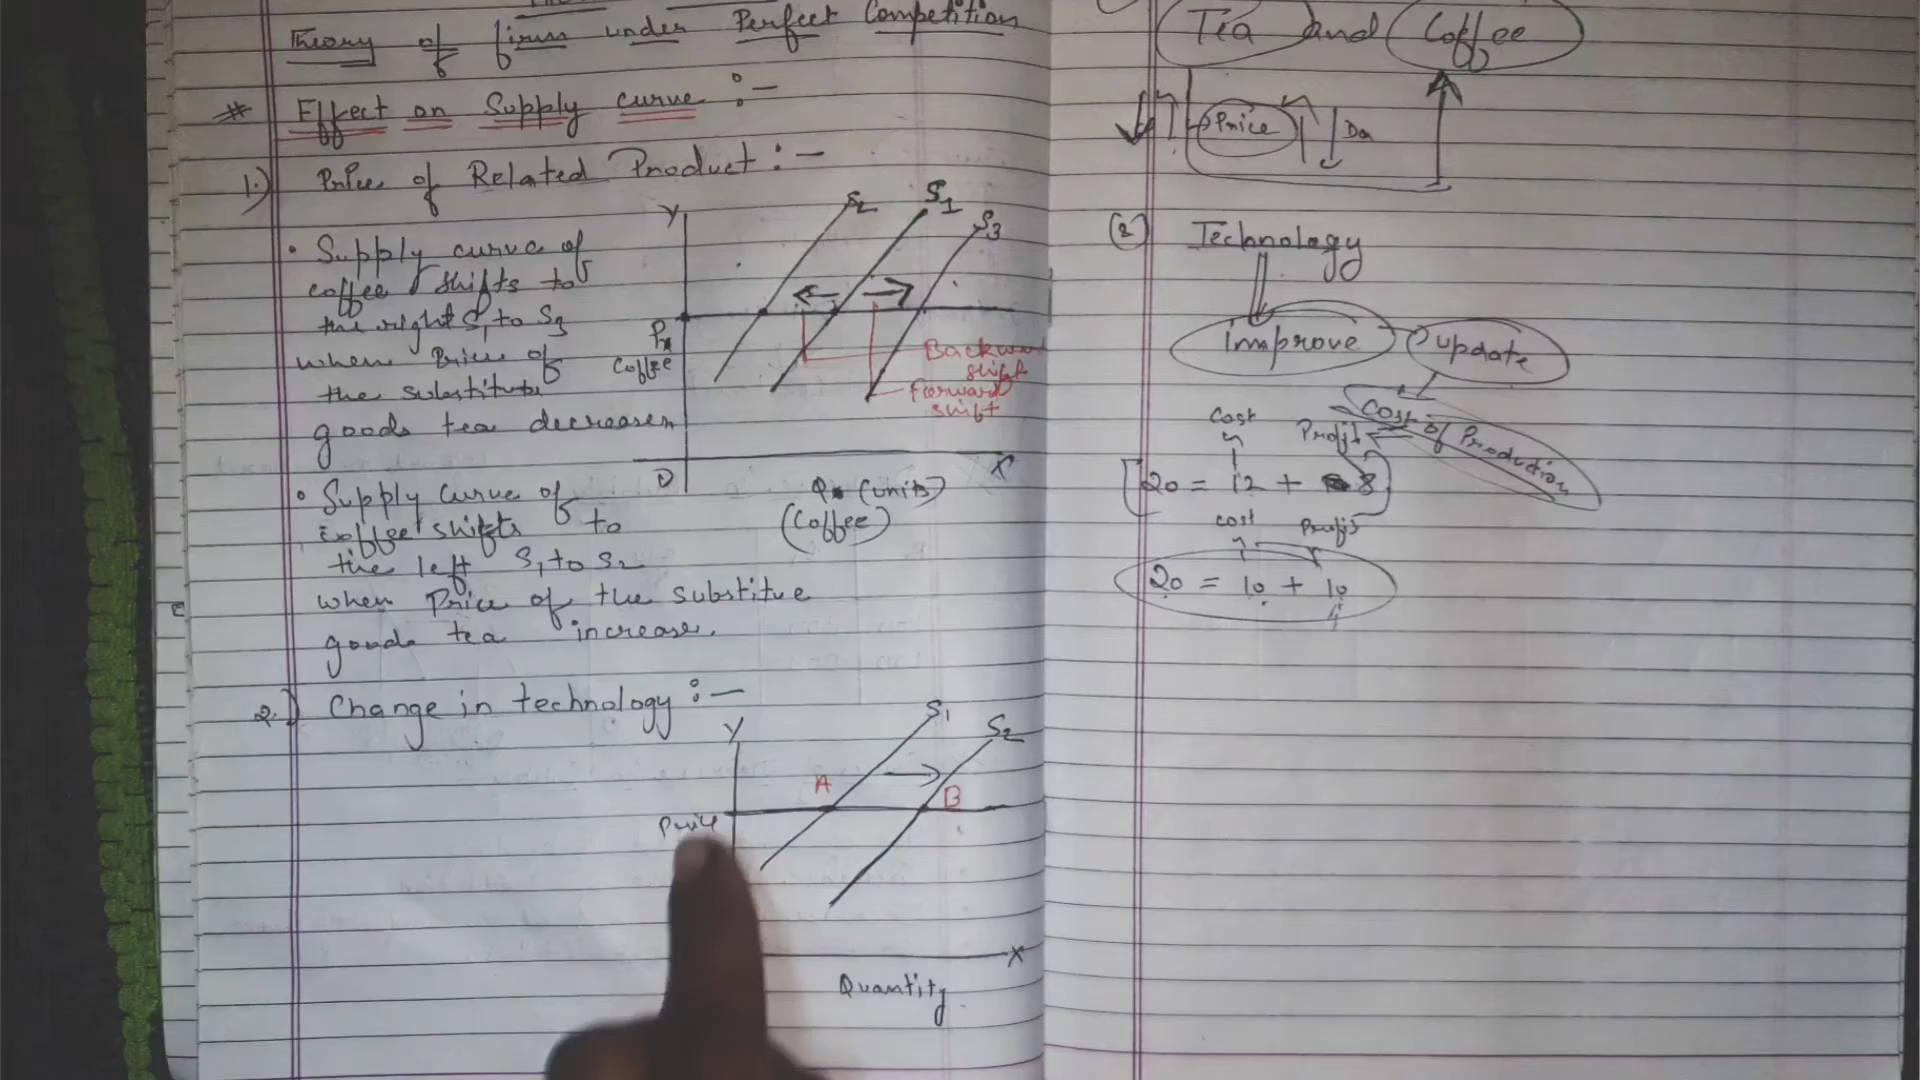 Theory of firm under Perfect Competition
# Effect on Supply curve :-
1.) Price of Related Product :-
• Supply curve of
coffee shifts to
the right S1 to S3
when Price of
the substitute
goods tea decreases
Y
S2
S1
S3
Px
Coffee
Backward
shift
forward
shift
O
X
Q (units)
(Coffee)
• Supply curve of
coffee shifts to
the left S1 to S2
when Price of the substitue
goods tea increase.
2.) Change in technology :-
Y
S1
S2
A
B
Price
X
Quantity
Tea and Coffee
Price
(2) Technology
improve
update
Cost of Production
Cost
Profit
20 = 12 + 8
cost
Profit
20 = 10 + 10